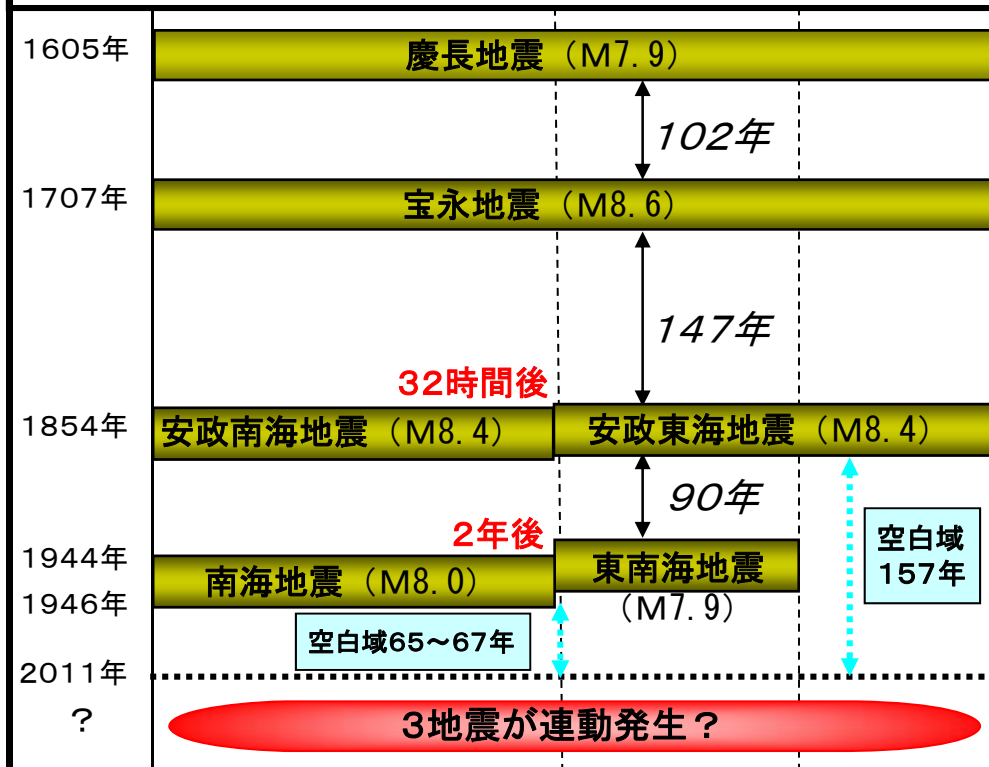 1605年
慶長地震（M7.9）
102年
1707年
宝永地震（M8.6）
147年
32時間後
1854年
安政南海地震（M8.4）
安政東海地震（M8.4）
90年
2年後
空白域
157年
1944年
東南海地震
（M7.9）
南海地震（M8.0）
1946年
空白域65～67年
2011年
？
3地震が連動発生？